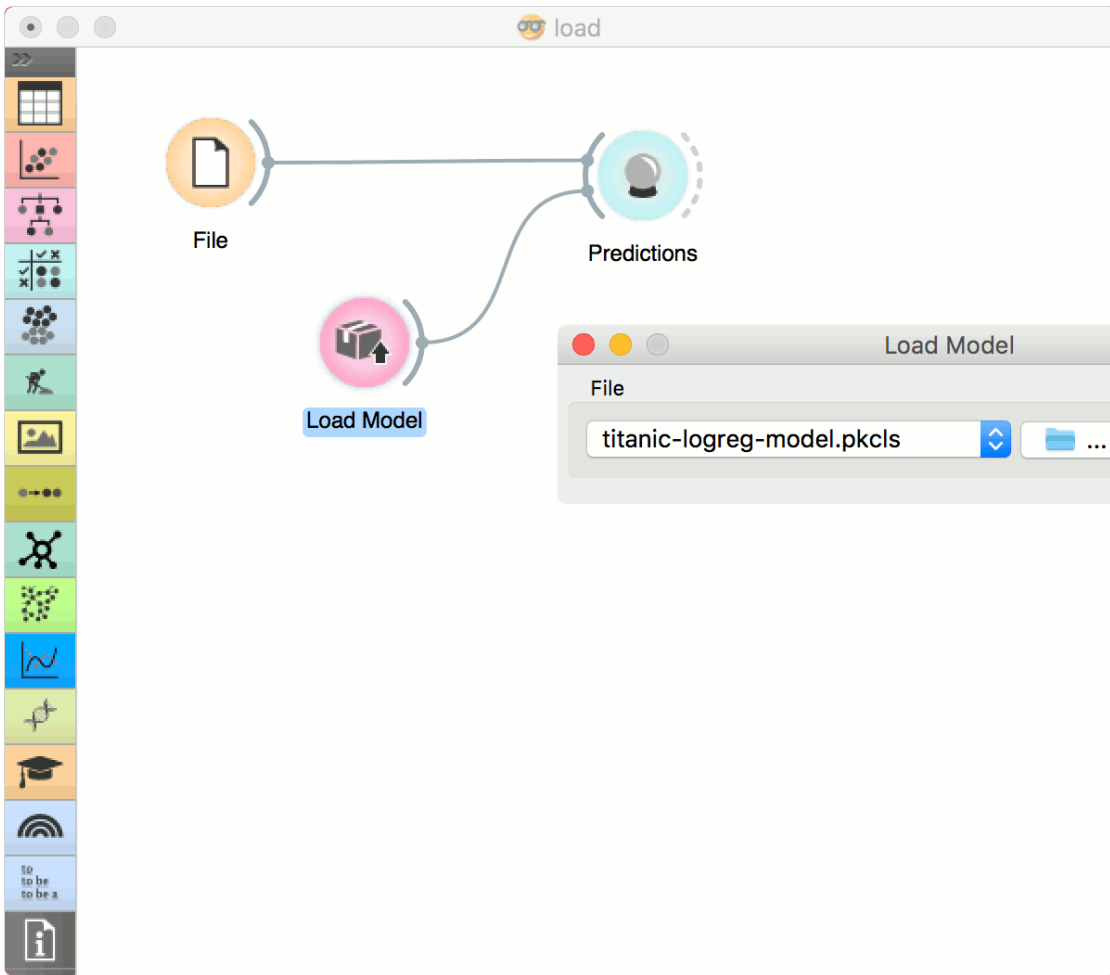 load
File
Predictions
Load Model
Load Model
File
titanic-logreg-model.pkcls
...
to
to be
to be a